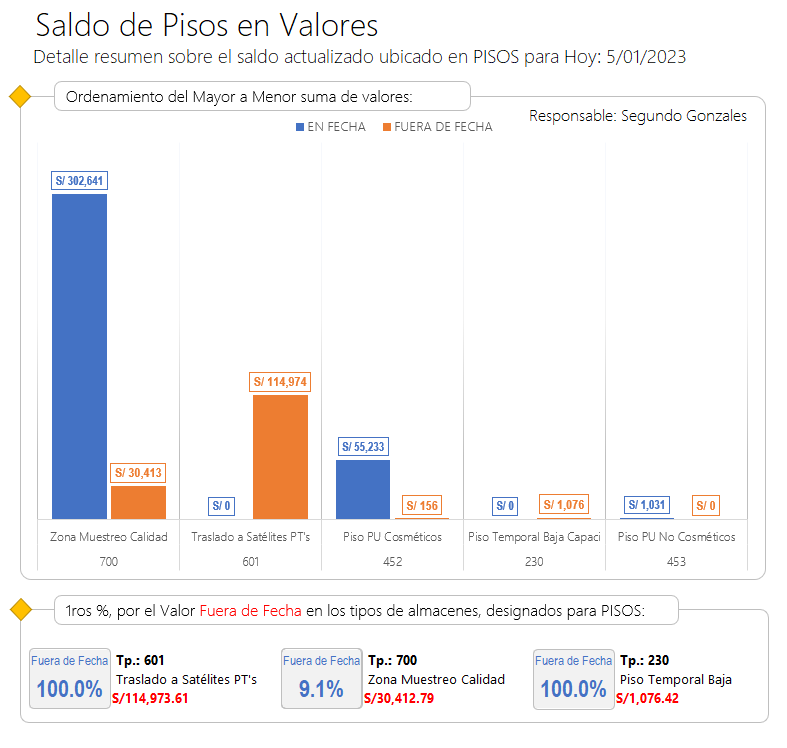 Saldo de Pisos en Valores
Detalle resumen sobre el saldo actualizado ubicado en PISOS para Hoy: 5/01/2023
Ordenamiento del Mayor a Menor suma de valores:
Responsable: Segundo Gonzales
EN FECHA FUERA DE FECHA
S/ 302,641
S/ 30,413
S/ 0
S/ 114,974
S/ 55,233
S/ 156
S/ 0
S/ 1,076
S/ 1,031
S/ 0
Zona Muestreo Calidad Traslado a Satélites PT's Piso PU Cosméticos Piso Temporal Baja Capaci Piso PU No Cosméticos
700 601 452 230 453
1ros %, por el Valor Fuera de Fecha en los tipos de almacenes, designados para PISOS:
Fuera de Fecha
100.0%
Tp.: 601
Traslado a Satélites PT's
S/114,973.61
Fuera de Fecha
9.1%
Tp.: 700
Zona Muestreo Calidad
S/30,412.79
Fuera de Fecha
100.0%
Tp.: 230
Piso Temporal Baja
S/1,076.42